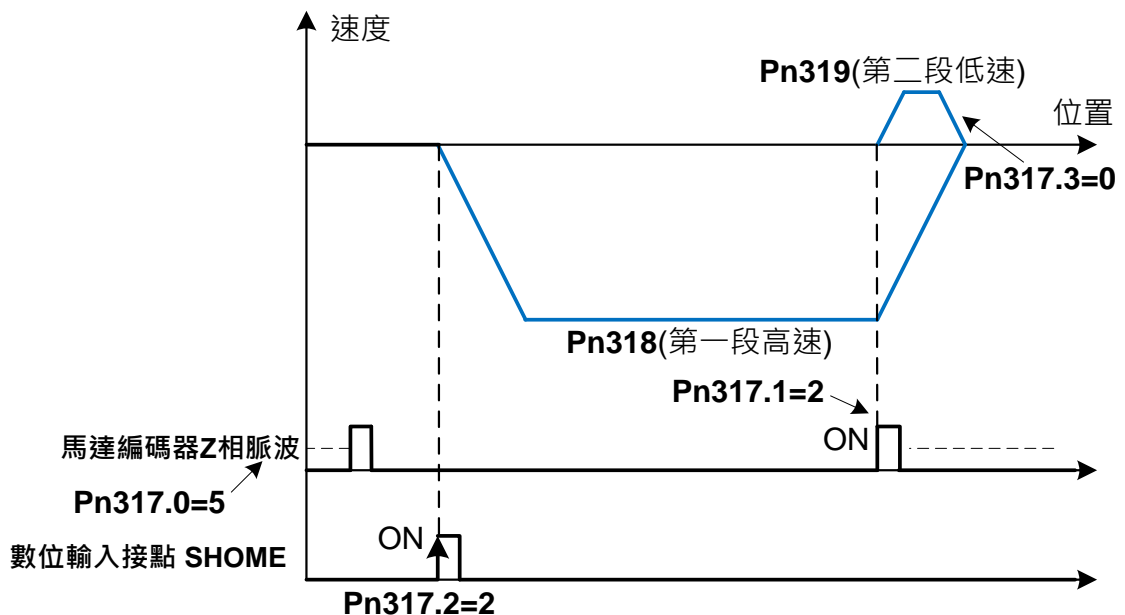 速度
Pn319(第二段低速)
位置
Pn317.3=0
Pn318(第一段高速)
Pn317.1=2
馬達編碼器Z相脈波
ON
Pn317.0=5
ON
數位輸入接點 SHOME
Pn317.2=2